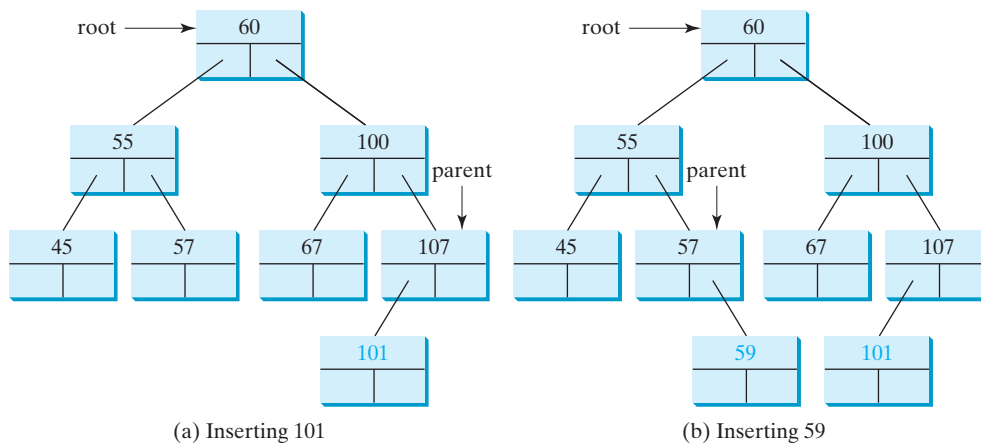 root 60 root 60
55 100 55 100
parent parent
45 57 67 107 45 57 67 107
101 59 101
(a) Inserting 101 (b) Inserting 59